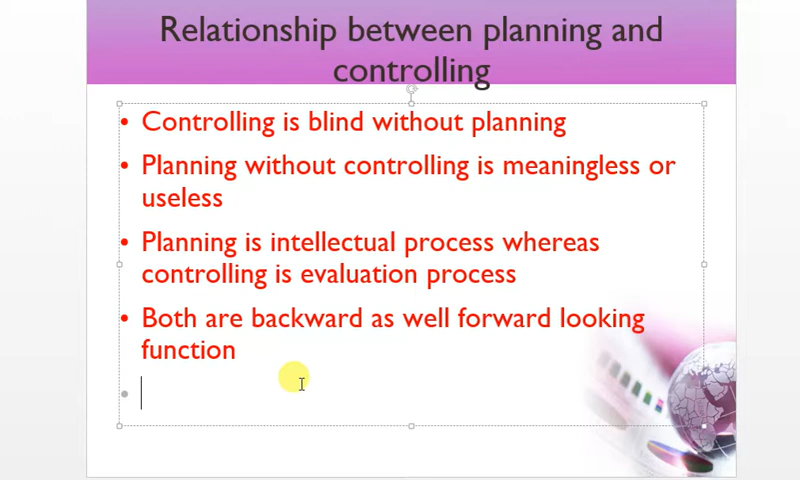 Relationship between planning and
controlling
• Controlling is blind without planning
• Planning without controlling is meaningless or
useless
• Planning is intellectual process whereas
controlling is evaluation process
• Both are backward as well forward looking
function